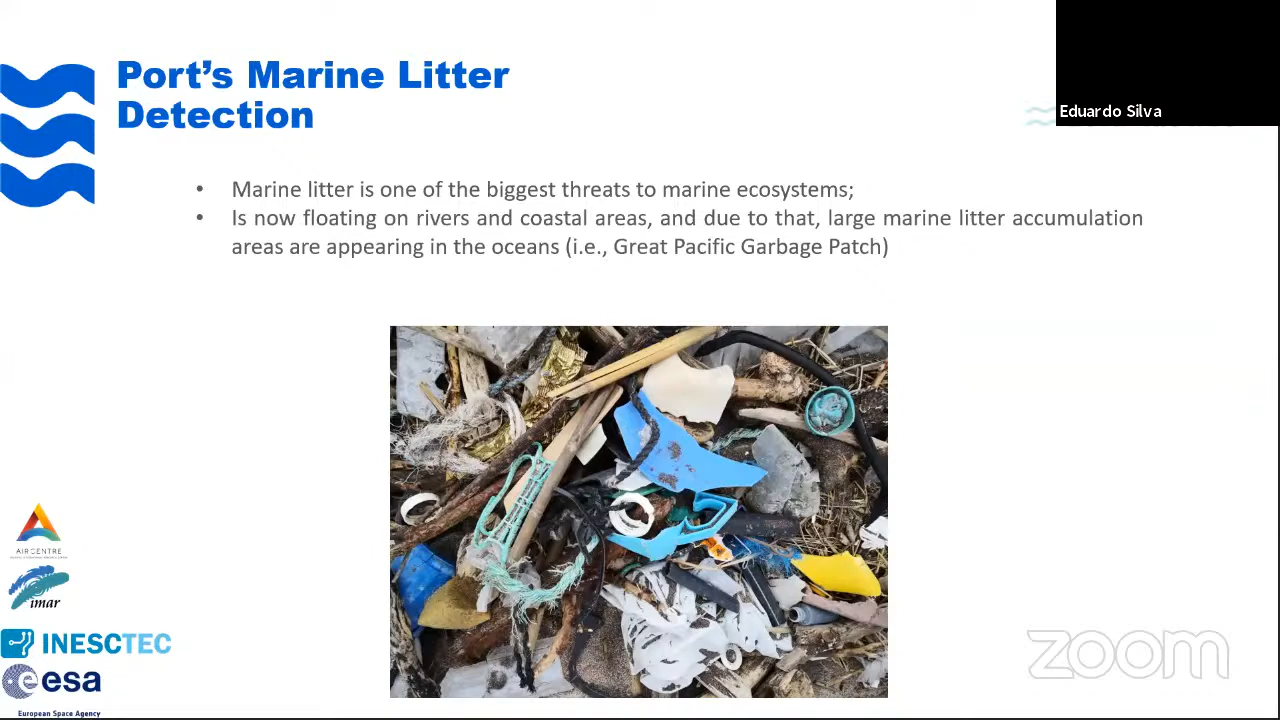 Port's Marine Litter
Detection
Eduardo Silva
• Marine litter is one of the biggest threats to marine ecosystems;
• Is now floating on rivers and coastal areas, and due to that, large marine litter accumulation
areas are appearing in the oceans (i.e., Great Pacific Garbage Patch)
AIR CENTRE
imar
INESCTEC
esa
European Space Agency
zoom